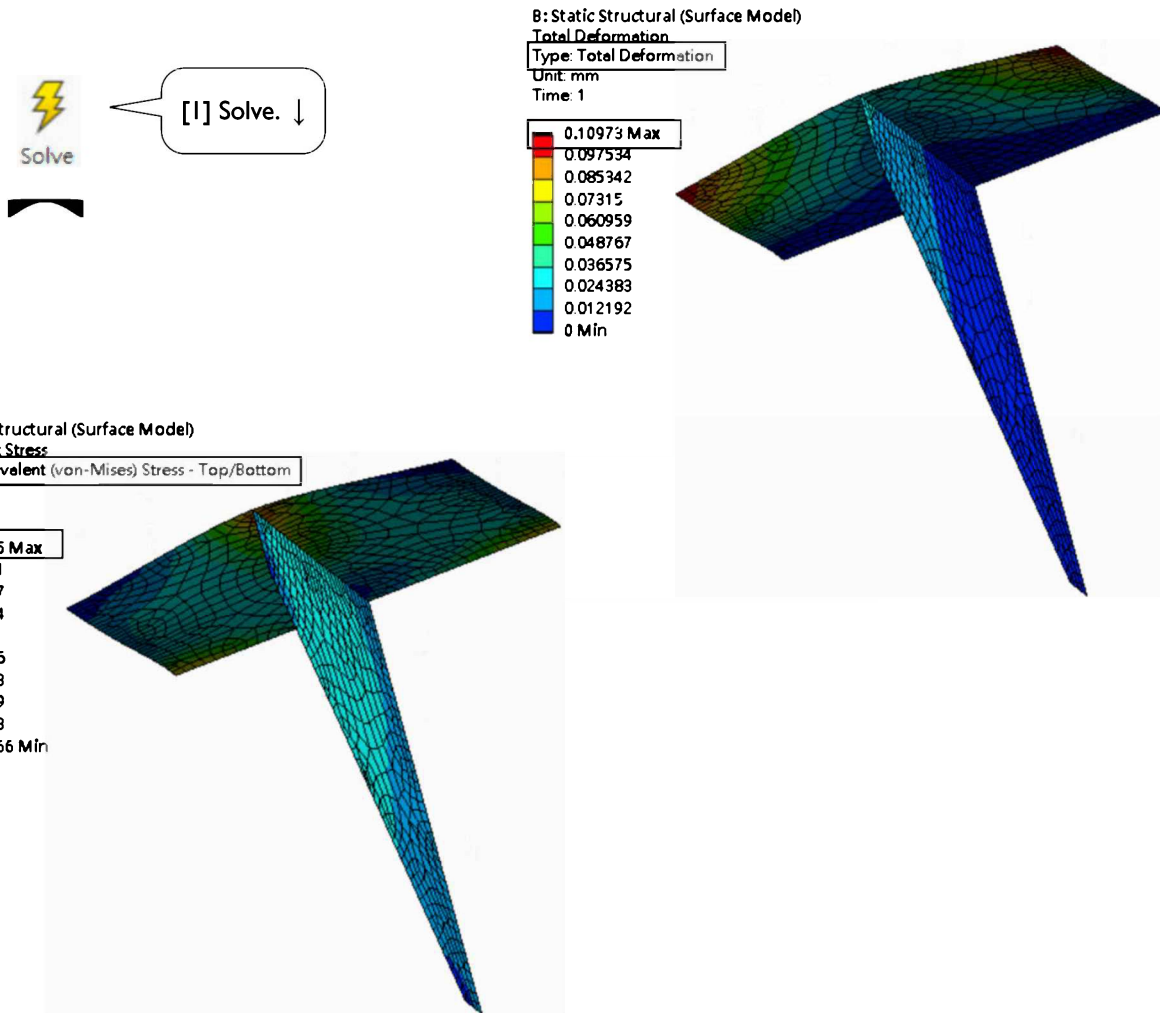 B: Static Structural (Surface Model)
Total Deformation
Type: Total Deformation
Unit: mm
Time: 1
0.10973 Max
0.097534
0.085342
0.07315
0.060959
0.048767
0.036575
0.024383
0.012192
0 Min
[1] Solve. ↓
Solve
tructural (Surface Model)
Stress
valent (von-Mises) Stress - Top/Bottom
5 Max
1
7
4
5
3
9
3
66 Min